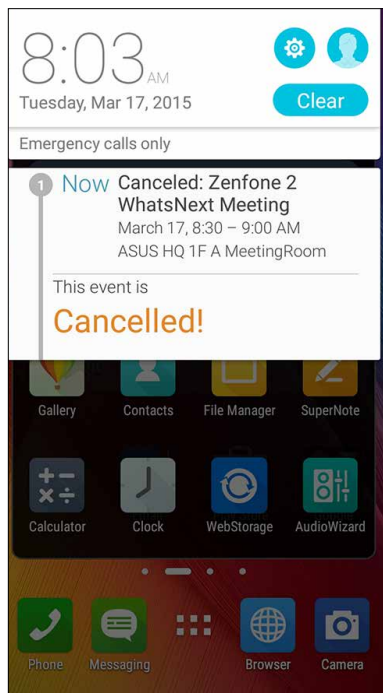 8:03 AM
Tuesday, Mar 17, 2015
Clear
Emergency calls only
1 Now Canceled: Zenfone 2
WhatsNext Meeting
March 17, 8:30 – 9:00 AM
ASUS HQ 1F A MeetingRoom
This event is
Cancelled!
Gallery Contacts File Manager SuperNote
Calculator Clock WebStorage AudioWizard
Phone Messaging Browser Camera